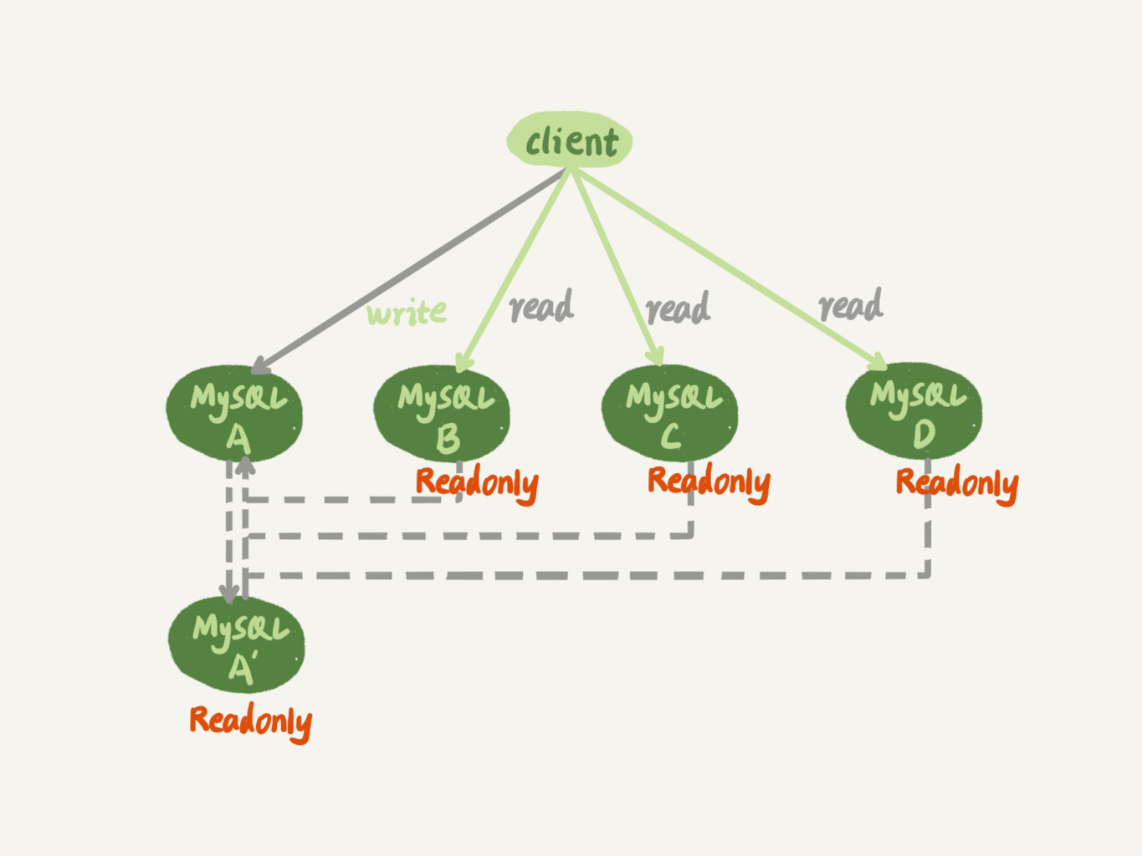 client
write
read
read
read
MySQL
A
MySQL
B
MySQL
C
MySQL
D
Readonly
Readonly
Readonly
MySQL
A'
Readonly